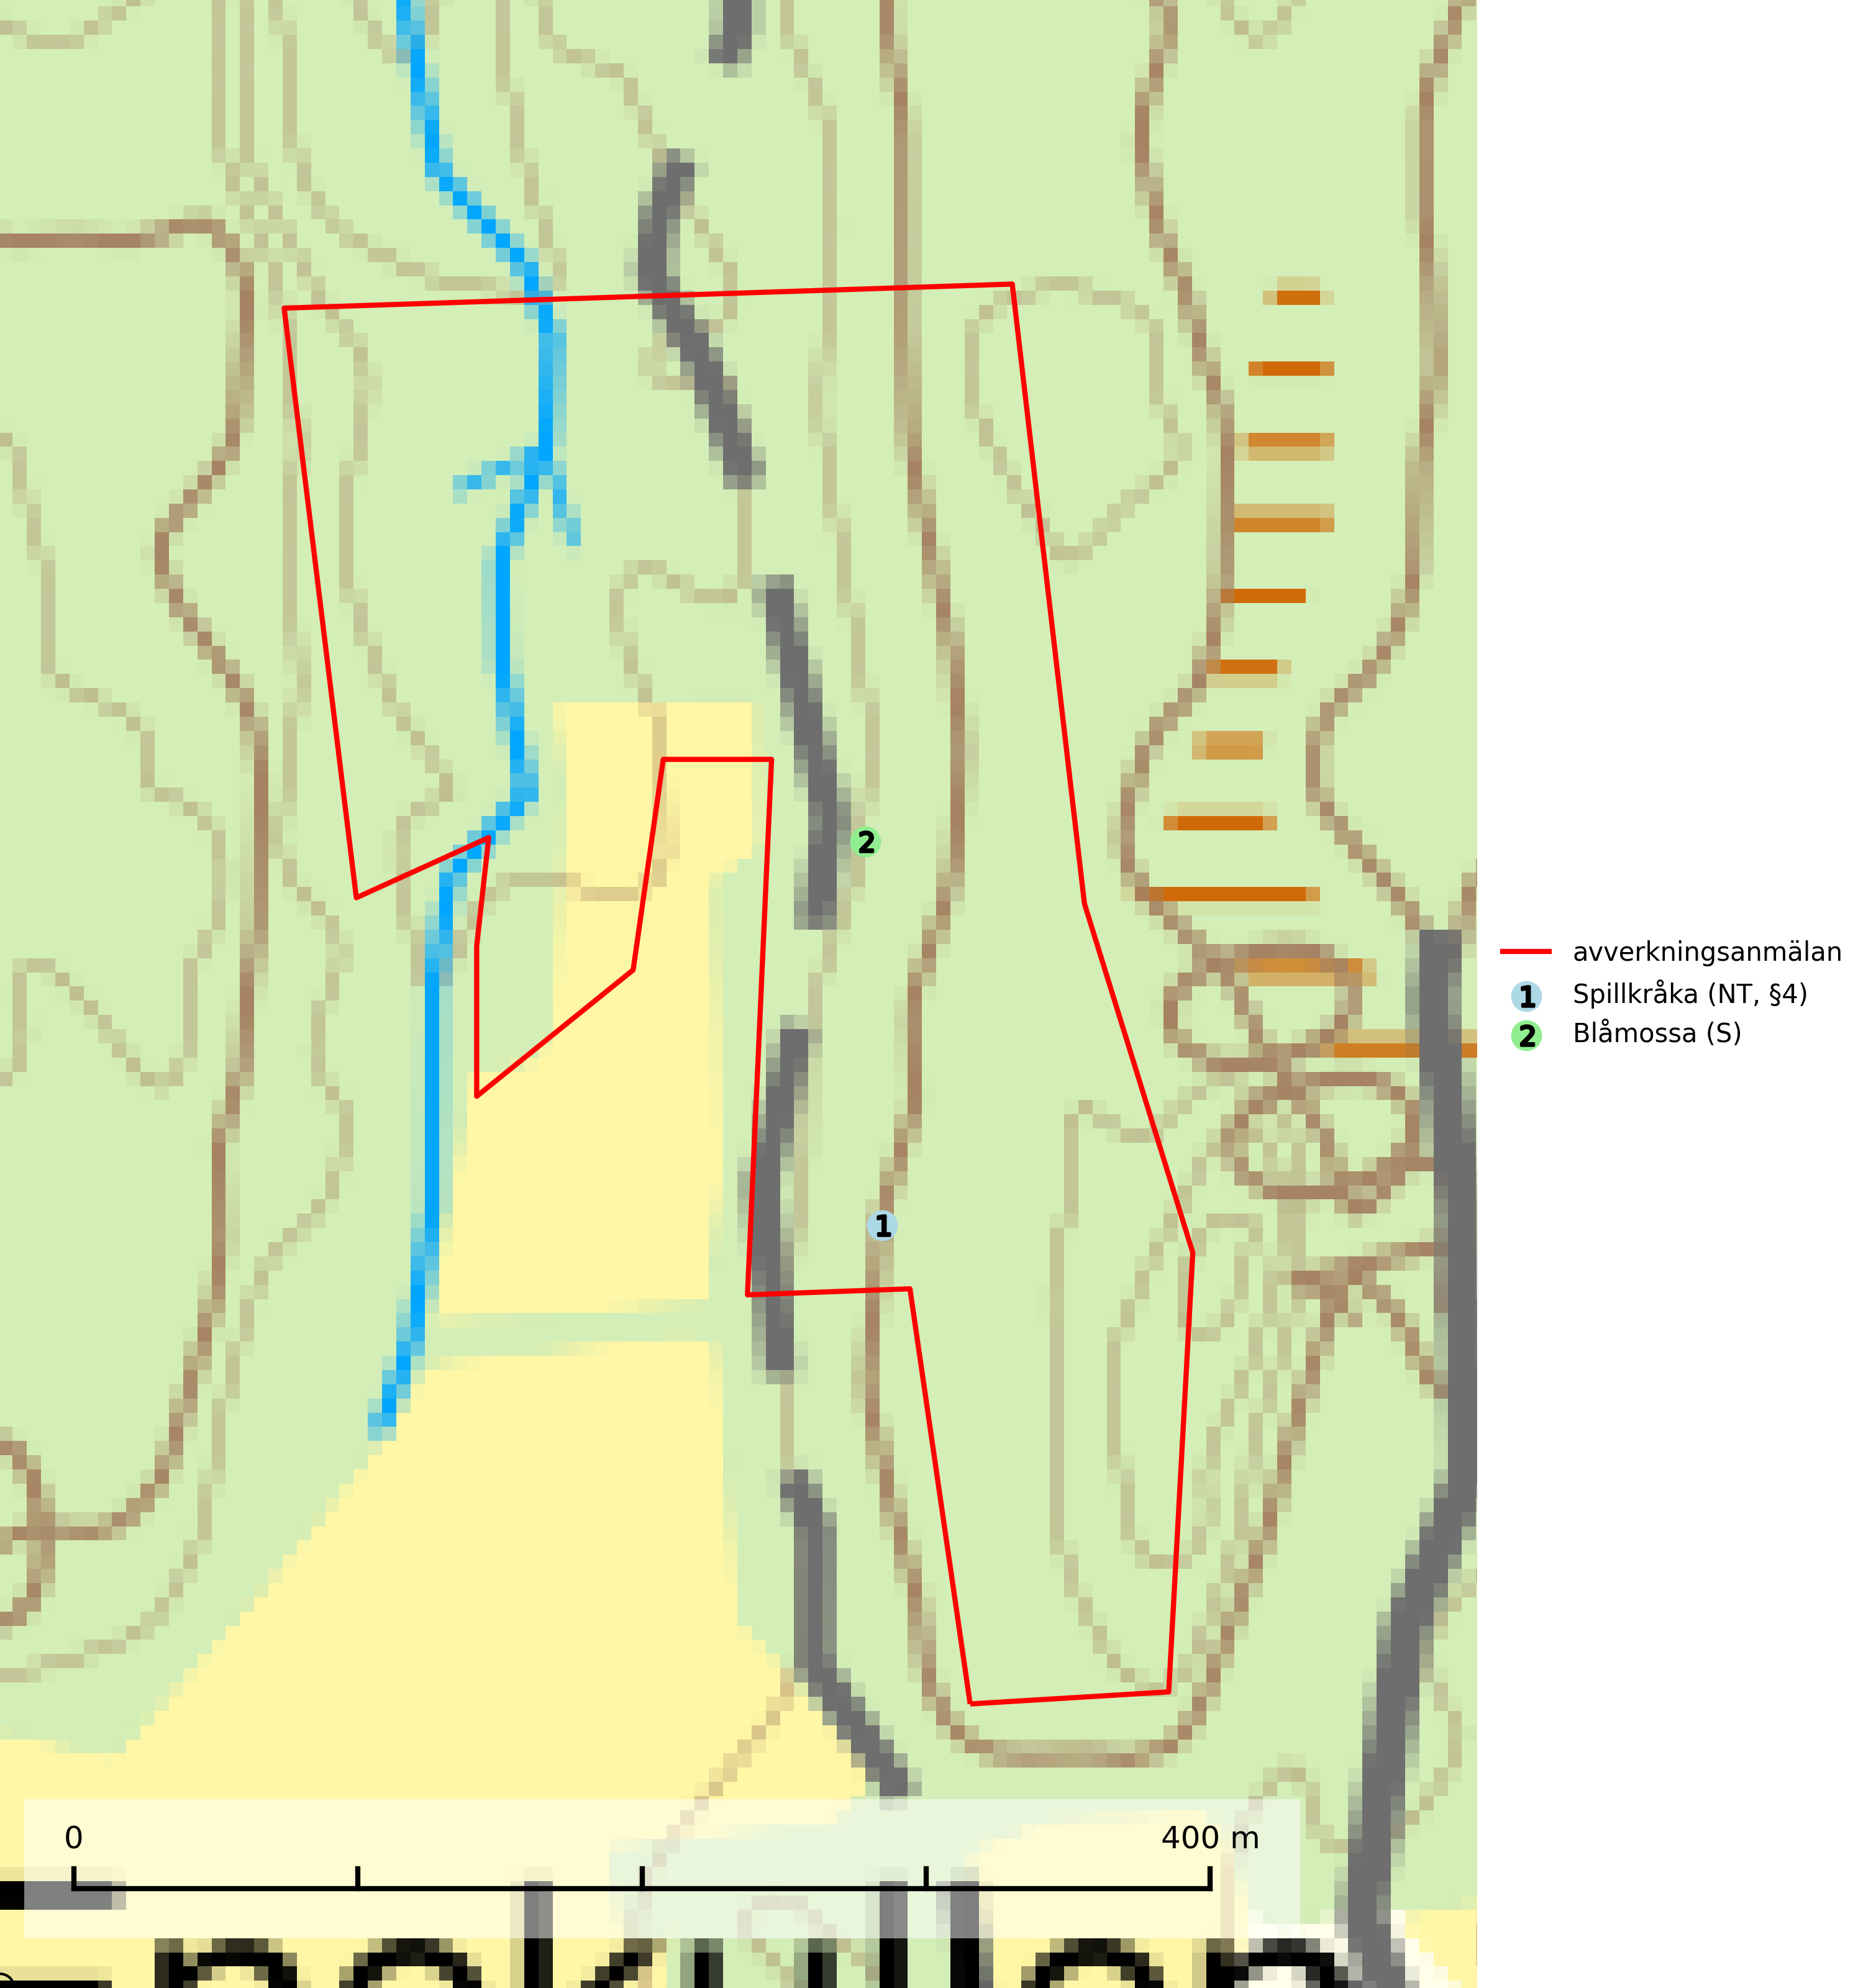 avverkningsanmälan
1 Spillkråka (NT, §4)
2 Blåmossa (S)
2
1
0 400 m